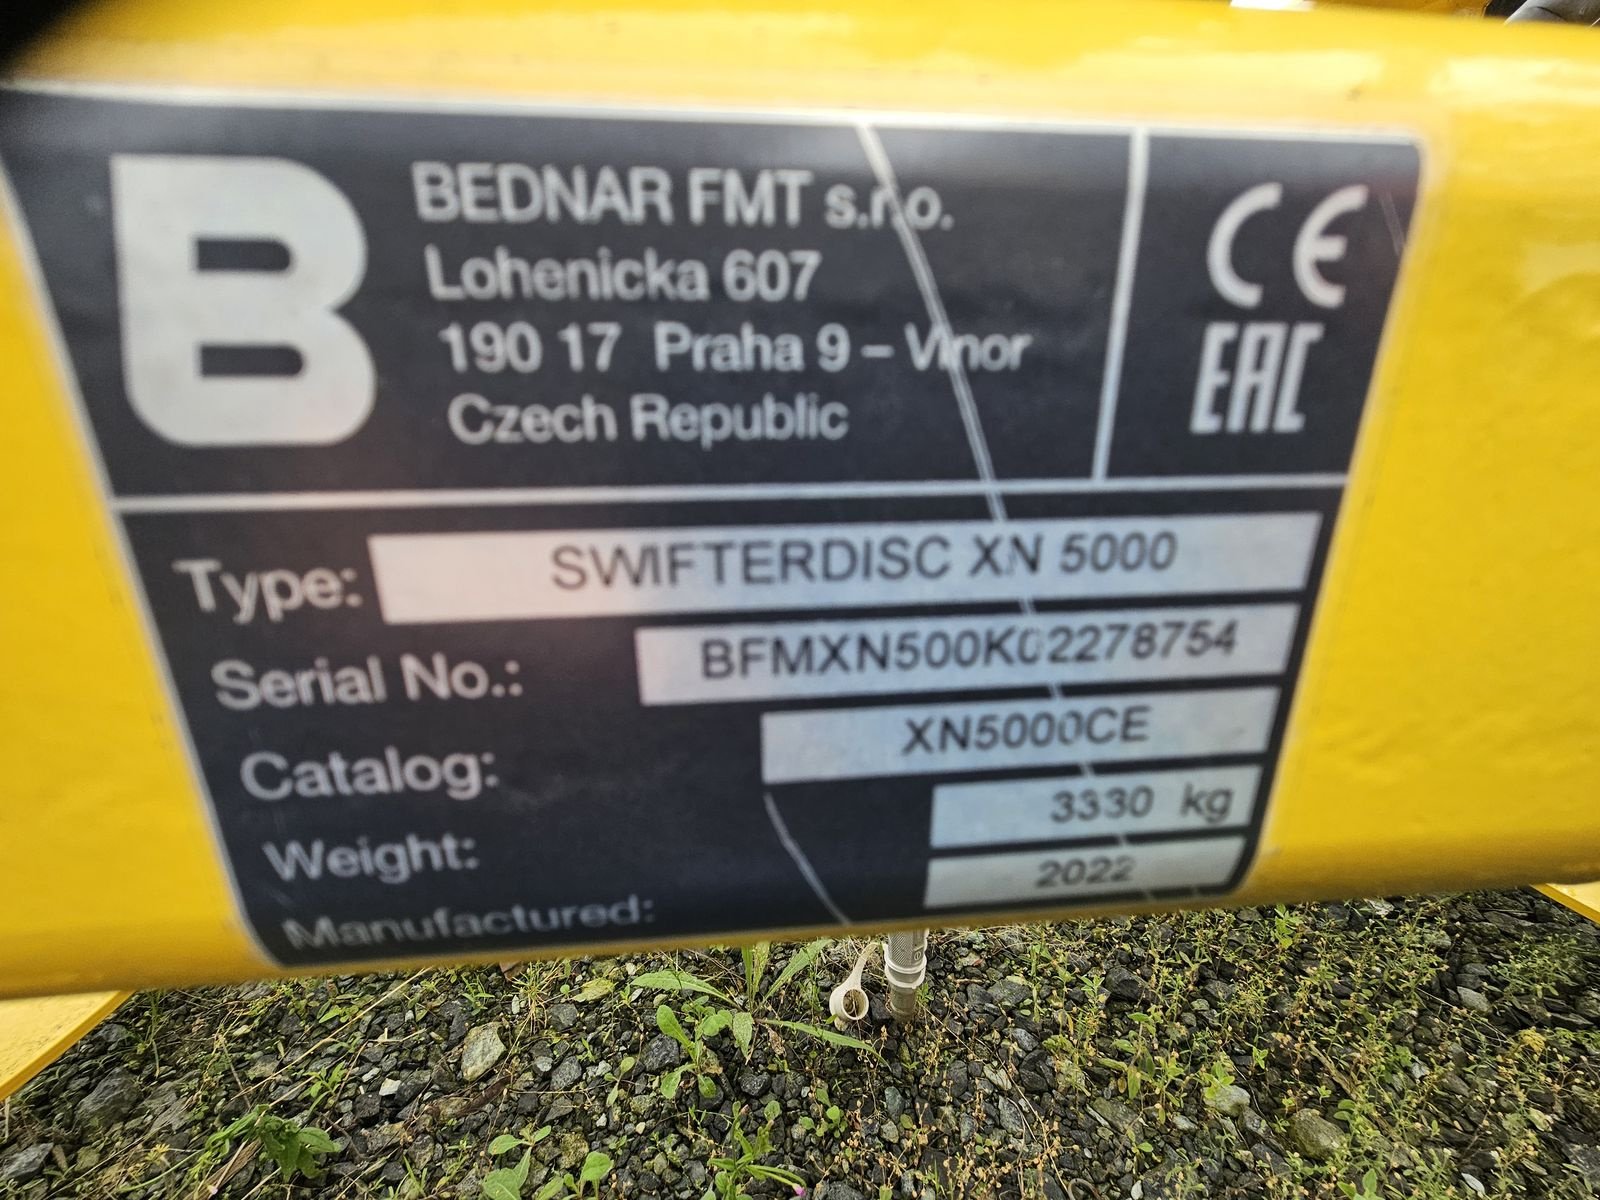 B
BEDNAR FMT s.r.o.
Lohenicka 607
190 17 Praha 9 – Vinor
Czech Republic
CE
EAC
Type: SWIFTERDISC XN 5000
Serial No.: BFMXN500K02278754
Catalog: XN5000CE
Weight: 3330 kg
Manufactured: 2022